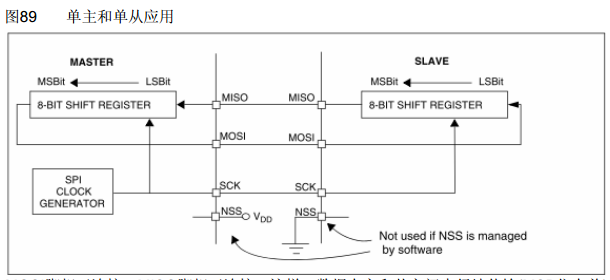 图89 单主和单从应用
MASTER
SLAVE
MSBit
LSBit
MSBit
LSBit
8-BIT SHIFT REGISTER
MISO
MISO
8-BIT SHIFT REGISTER
MOSI
MOSI
SPI
CLOCK
GENERATOR
SCK
SCK
NSS
VDD
NSS
Not used if NSS is managed
by software